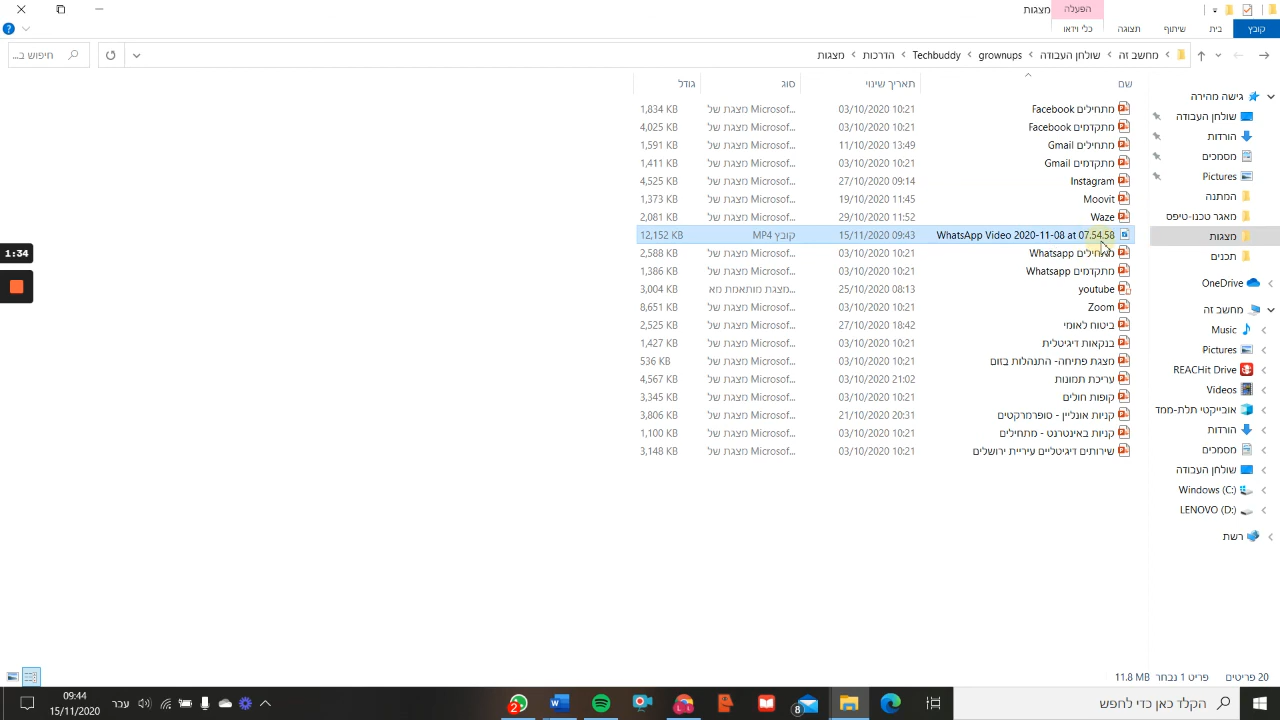 מצגות
הפעלה
קובץ
בית
שיתוף
תצוגה
כלי וידאו
מחשב זה › שולחן העבודה › grownups › Techbuddy › הדרכות › מצגות
חיפוש ב...
שם תאריך שינוי סוג גודל
מתחילים Facebook 03/10/2020 10:21 מצגת של Microsof... 1,834 KB
מתקדמים Facebook 03/10/2020 10:21 מצגת של Microsof... 4,025 KB
מתחילים Gmail 11/10/2020 13:49 מצגת של Microsof... 1,591 KB
מתקדמים Gmail 03/10/2020 10:21 מצגת של Microsof... 1,411 KB
Instagram 27/10/2020 09:14 מצגת של Microsof... 4,525 KB
Moovit 19/10/2020 11:45 מצגת של Microsof... 1,373 KB
Waze 29/10/2020 11:52 מצגת של Microsof... 2,081 KB
WhatsApp Video 2020-11-08 at 07.54.58 15/11/2020 09:43 קובץ MP4 12,152 KB
מתחילים Whatsapp 03/10/2020 10:21 מצגת של Microsof... 2,588 KB
מתקדמים Whatsapp 03/10/2020 10:21 מצגת של Microsof... 1,386 KB
youtube 25/10/2020 08:13 מצגת מותאמת מא... 3,004 KB
Zoom 03/10/2020 10:21 מצגת של Microsof... 8,651 KB
ביטוח לאומי 27/10/2020 18:42 מצגת של Microsof... 2,525 KB
בנקאות דיגיטלית 03/10/2020 10:21 מצגת של Microsof... 1,427 KB
מצגת פתיחה- התנהלות בזום 03/10/2020 10:21 מצגת של Microsof... 536 KB
עריכת תמונות 03/10/2020 21:02 מצגת של Microsof... 4,567 KB
קופות חולים 03/10/2020 10:21 מצגת של Microsof... 3,345 KB
קניות אונליין - סופרמרקטים 21/10/2020 20:31 מצגת של Microsof... 3,806 KB
קניות באינטרנט - מתחילים 03/10/2020 10:21 מצגת של Microsof... 1,100 KB
שירותים דיגיטליים עיריית ירושלים 03/10/2020 10:21 מצגת של Microsof... 3,148 KB
גישה מהירה
שולחן העבודה
הורדות
מסמכים
Pictures
המתנה
מאגר טכנו-טיפס
מצגות
תכנים
OneDrive
מחשב זה
Music
Pictures
REACHit Drive
Videos
אובייקטי תלת-ממד
הורדות
מסמכים
שולחן העבודה
Windows (C:)
LENOVO (D:)
רשת
1:34
20 פריטים פריט 1 נבחר 11.8 MB
הקלד כאן כדי לחפש
8
2
עבר
09:44
15/11/2020